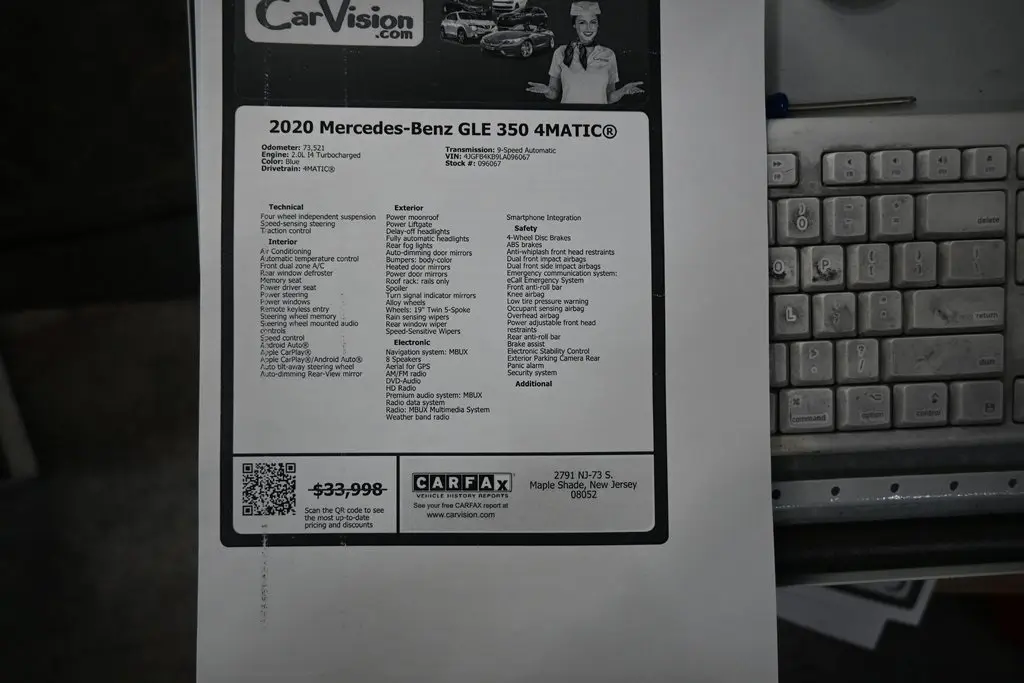 CarVision
.com
2020 Mercedes-Benz GLE 350 4MATIC®
Odometer: 73,521
Engine: 2.0L I4 Turbocharged
Color: Blue
Drivetrain: 4MATIC®
Transmission: 9-Speed Automatic
VIN: 4JGFB4KB9LA096067
Stock #: 096067
Technical
Four wheel independent suspension
Speed-sensing steering
Traction control
Interior
Air Conditioning
Automatic temperature control
Front dual zone A/C
Rear window defroster
Memory seat
Power driver seat
Power steering
Power windows
Remote keyless entry
Steering wheel memory
Steering wheel mounted audio
controls
Speed control
Android Auto®
Apple CarPlay®
Apple CarPlay®/Android Auto®
Auto tilt-away steering wheel
Auto-dimming Rear-View mirror
Exterior
Power moonroof
Power Liftgate
Delay-off headlights
Fully automatic headlights
Rear fog lights
Auto-dimming door mirrors
Bumpers: body-color
Heated door mirrors
Power door mirrors
Roof rack: rails only
Spoiler
Turn signal indicator mirrors
Alloy wheels
Wheels: 19" Twin 5-Spoke
Rain sensing wipers
Rear window wiper
Speed-Sensitive Wipers
Electronic
Navigation system: MBUX
8 Speakers
Aerial for GPS
AM/FM radio
DVD-Audio
HD Radio
Premium audio system: MBUX
Radio data system
Radio: MBUX Multimedia System
Weather band radio
Smartphone Integration
Safety
4-Wheel Disc Brakes
ABS brakes
Anti-whiplash front head restraints
Dual front impact airbags
Dual front side impact airbags
Emergency communication system:
eCall Emergency System
Front anti-roll bar
Knee airbag
Low tire pressure warning
Occupant sensing airbag
Overhead airbag
Power adjustable front head
restraints
Rear anti-roll bar
Brake assist
Electronic Stability Control
Exterior Parking Camera Rear
Panic alarm
Security system
Additional
$33,998
Scan the QR code to see
the most up-to-date
pricing and discounts
CARFAX
VEHICLE HISTORY REPORTS
See your free CARFAX report at
www.carvision.com
2791 NJ-73 S.
Maple Shade, New Jersey
08052
delete
O
P
L
return
command
option
control